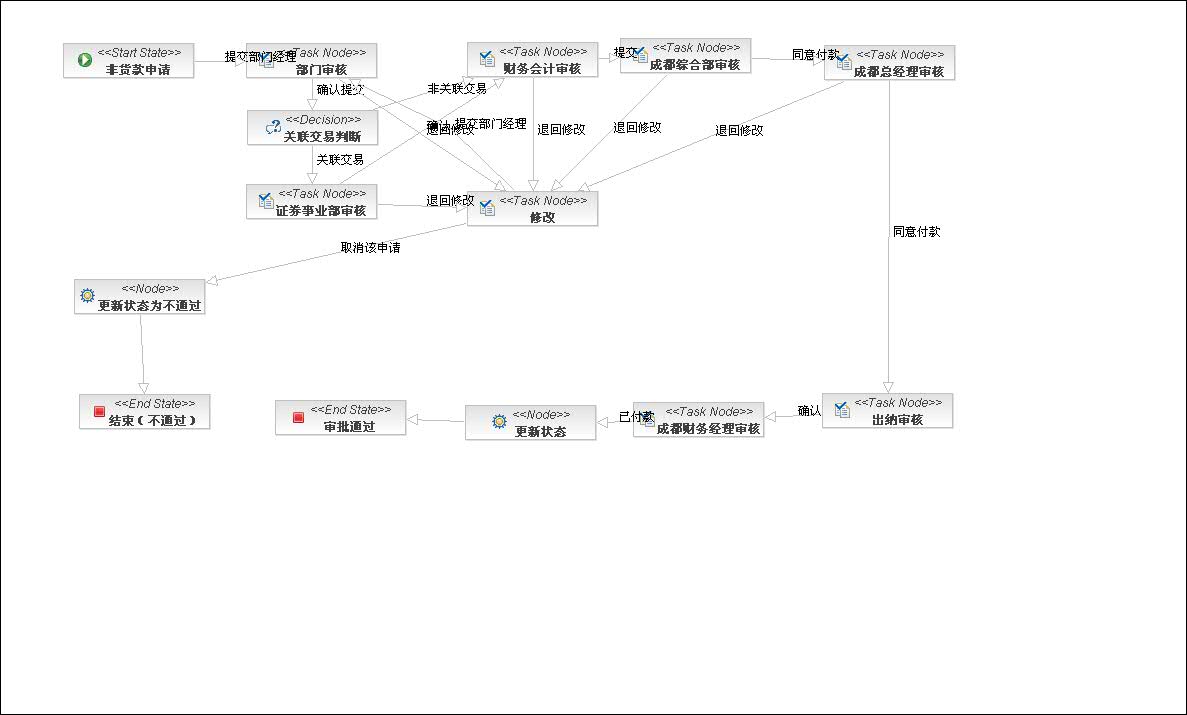 <<Start State>>
非货款申请
提交部门经理
<<Task Node>>
部门审核
<<Task Node>>
财务会计审核
提交
<<Task Node>>
成都综合部审核
同意付款
<<Task Node>>
成都总经理审核
确认提交
非关联交易
<<Decision>>
关联交易判断
确认
提交部门经理
退回修改
退回修改
退回修改
退回修改
关联交易
<<Task Node>>
证券事业部审核
退回修改
<<Task Node>>
修改
同意付款
取消该申请
<<Node>>
更新状态为不通过
<<End State>>
结束（不通过）
<<End State>>
审批通过
<<Node>>
更新状态
已付款
<<Task Node>>
成都财务经理审核
确认
<<Task Node>>
出纳审核